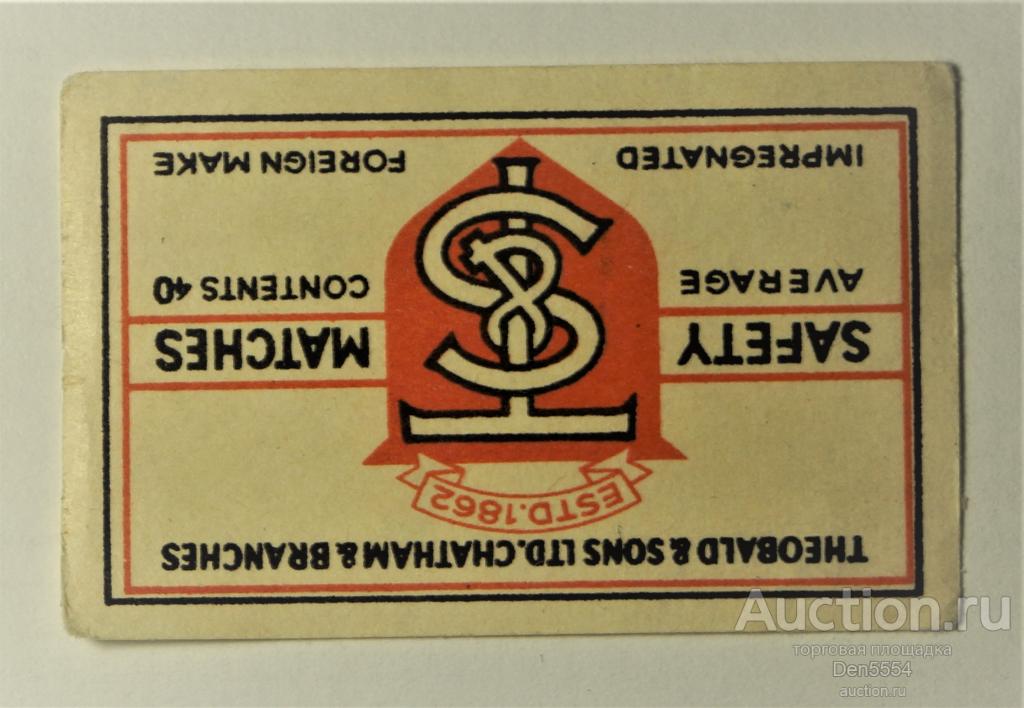 THEOBALD & SONS LTD. CHATHAM & BRANCHES
ESTD. 1862
SAFETY MATCHES
AVERAGE CONTENTS 40
IMPREGNATED FOREIGN MAKE
T&S
Auction.ru
торговая площадка
Den5554
auction.ru